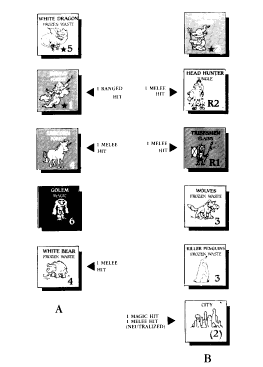 WHITE DRAGON
FROZEN WASTE
★5
★
1 RANGED
HIT
1 MELEE
HIT
HEAD HUNTER
JUNGLE
R2
1 MELEE
HIT
1 MELEE
HIT
TRIBESMEN
PLAINS
R1
GOLEM
MAGIC
6
WOLVES
FROZEN WASTE
3
WHITE BEAR
FROZEN WASTE
4
1 MELEE
HIT
KILLER PENGUINS
FROZEN WASTE
3
1 MAGIC HIT
1 MELEE HIT
(NEUTRALIZED)
CITY
(2)
A
B